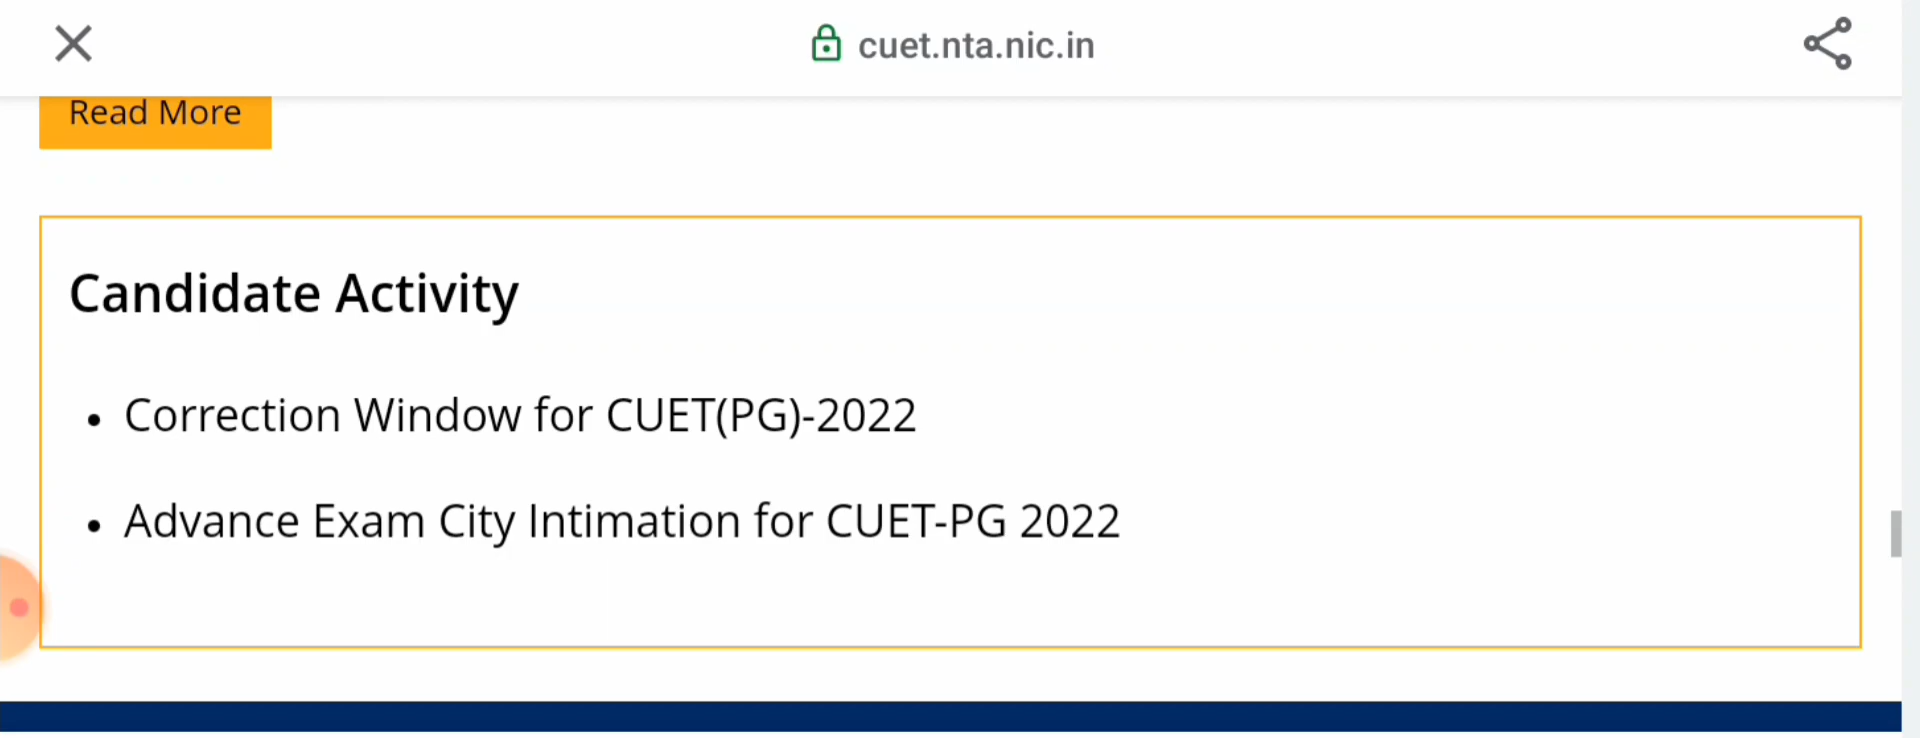 cuet.nta.nic.in
Read More
Candidate Activity
• Correction Window for CUET(PG)-2022
• Advance Exam City Intimation for CUET-PG 2022